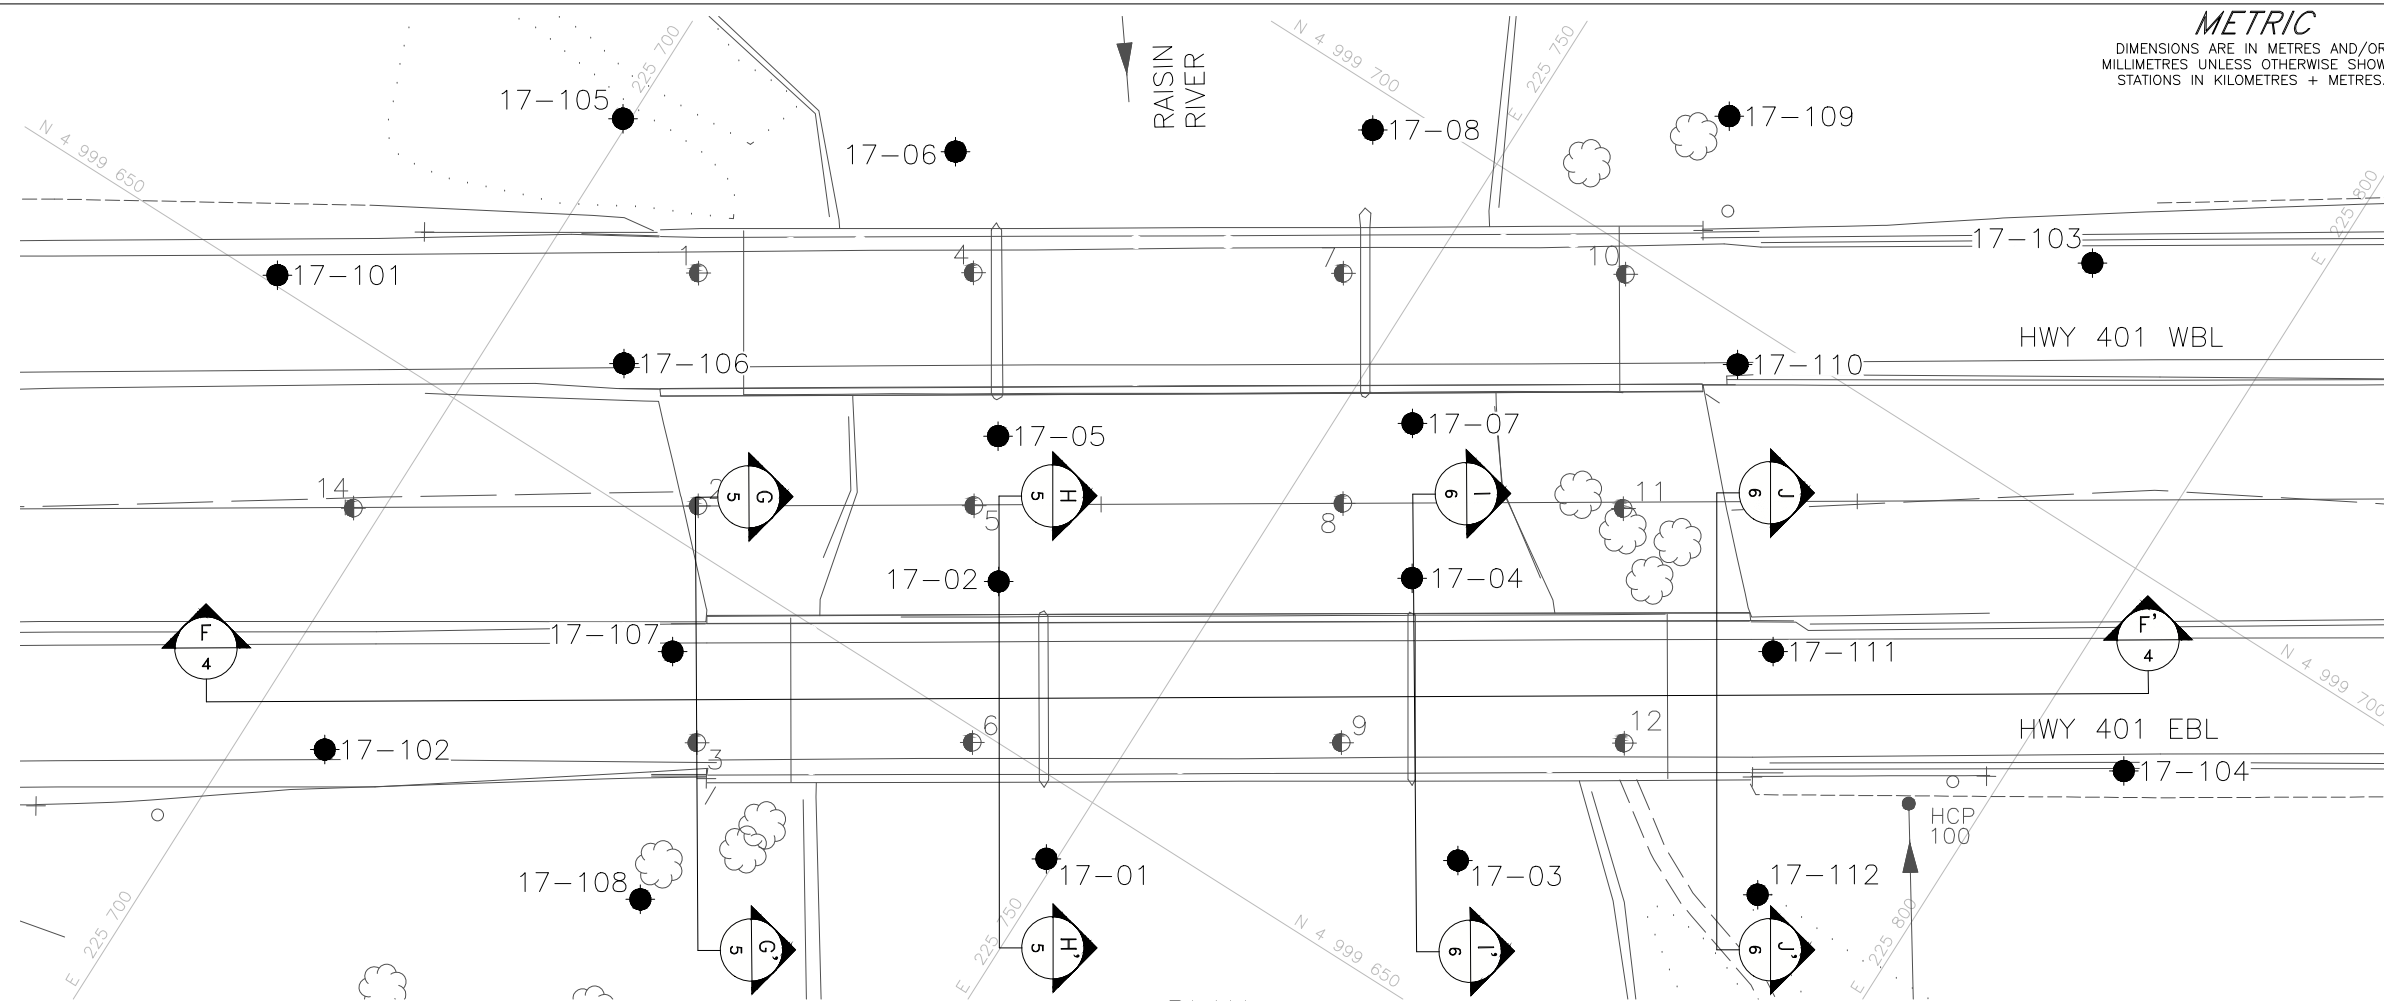 METRIC
DIMENSIONS ARE IN METRES AND/OR
MILLIMETRES UNLESS OTHERWISE SHOW
STATIONS IN KILOMETRES + METRES.
E 225 700
N 4 999 700
E 225 750
RAISIN
RIVER
17-105
17-06
17-08
17-109
N 4 999 650
E 225 800
17-101
1
4
7
10
17-103
HWY 401 WBL
17-106
17-110
17-05
17-07
14
2
G
5
5
H
5
8
I
6
11
J
6
17-02
17-04
F
4
17-107
17-111
F'
4
N 4 999 700
17-102
3
6
9
12
HWY 401 EBL
17-104
HCP
100
17-108
17-01
17-03
17-112
E 225 700
G'
5
E 225 750
H'
5
N 4 999 650
I'
6
J'
6
E 225 800